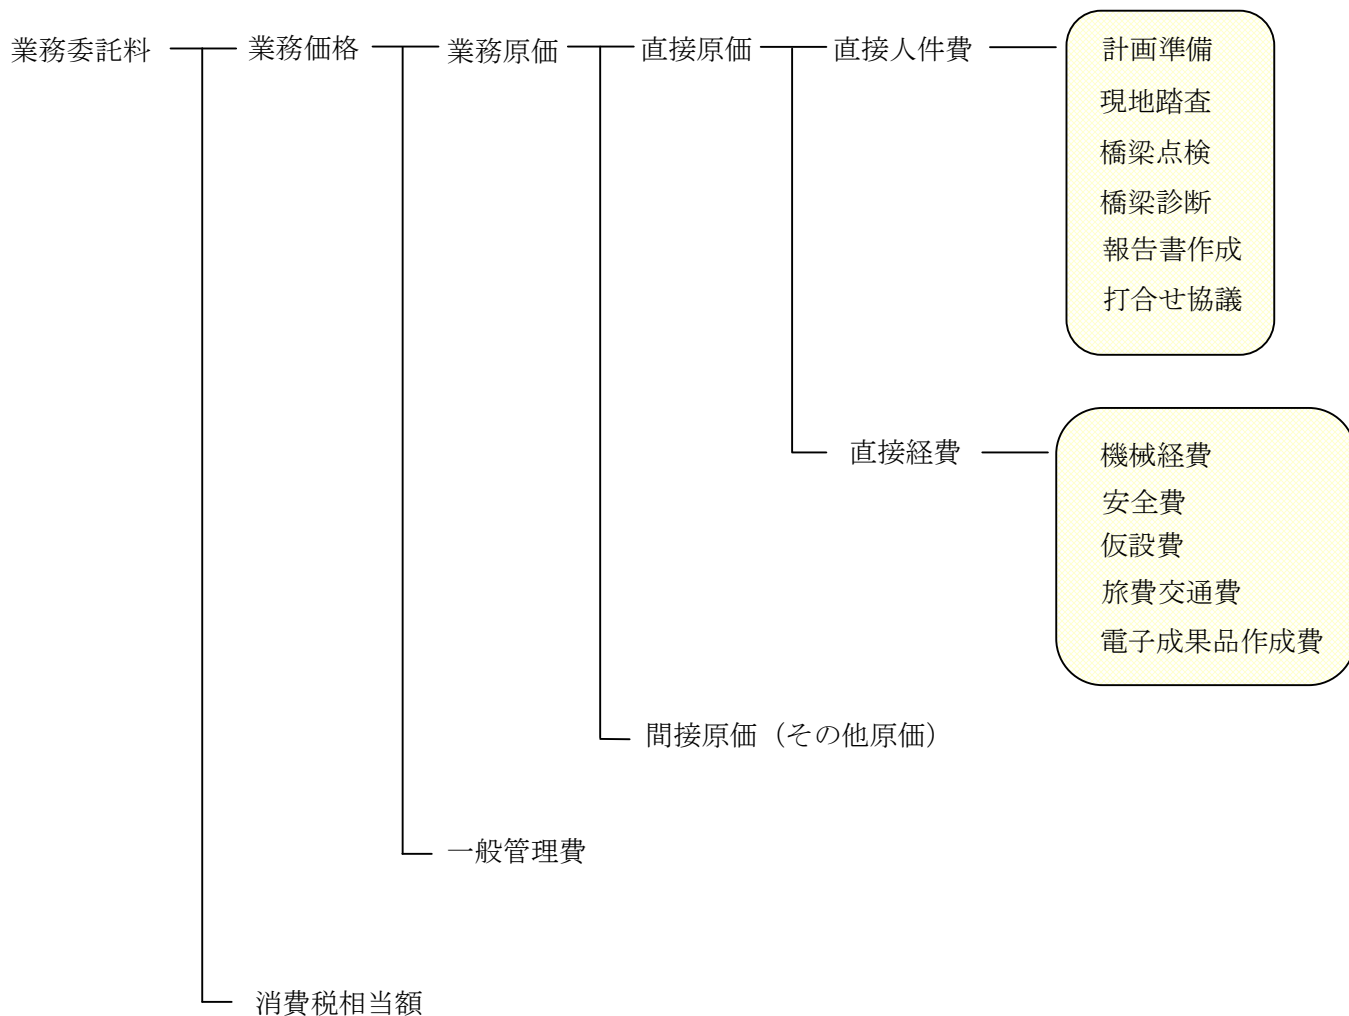 業務委託料
業務価格
業務原価
直接原価
直接人件費
計画準備
現地踏査
橋梁点検
橋梁診断
報告書作成
打合せ協議
直接経費
機械経費
安全費
仮設費
旅費交通費
電子成果品作成費
間接原価（その他原価）
一般管理費
消費税相当額